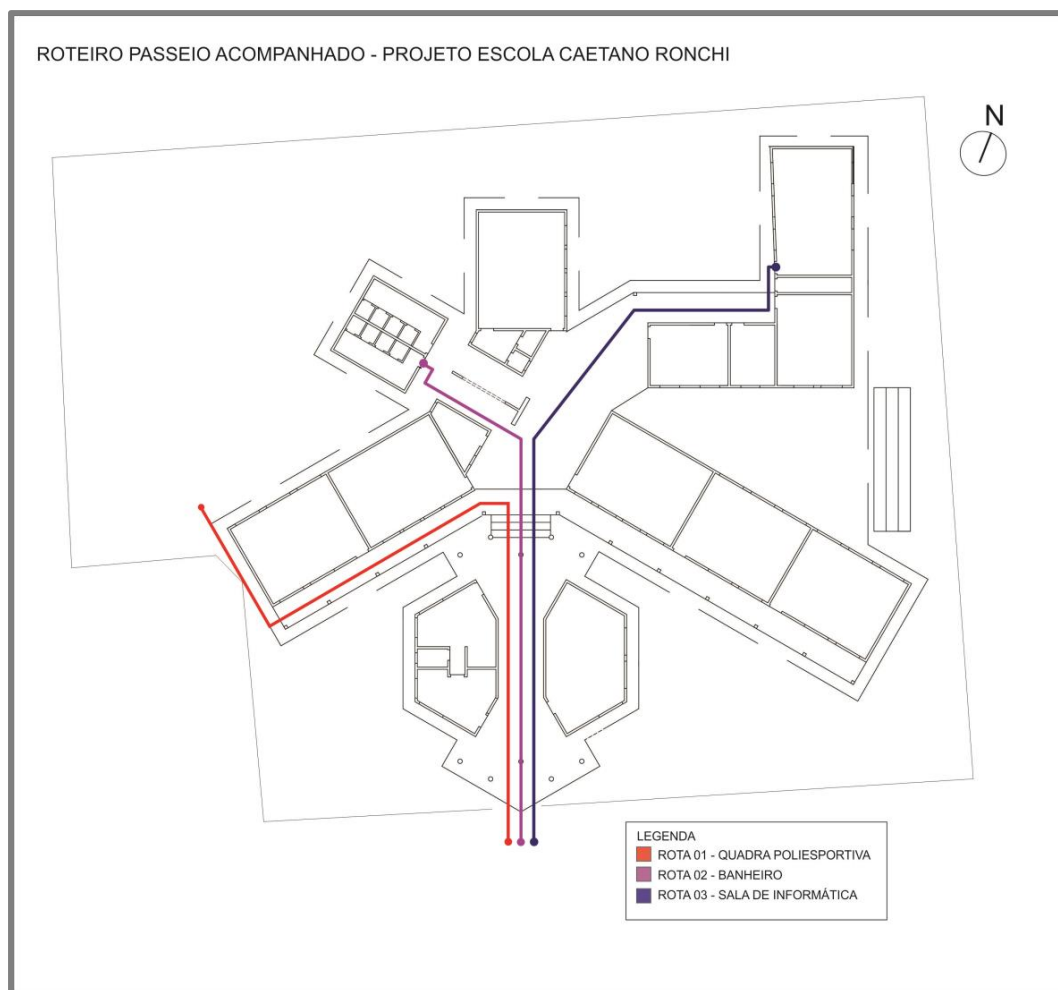 ROTEIRO PASSEIO ACOMPANHADO - PROJETO ESCOLA CAETANO RONCHI
N
LEGENDA
ROTA 01 - QUADRA POLIESPORTIVA
ROTA 02 - BANHEIRO
ROTA 03 - SALA DE INFORMÁTICA